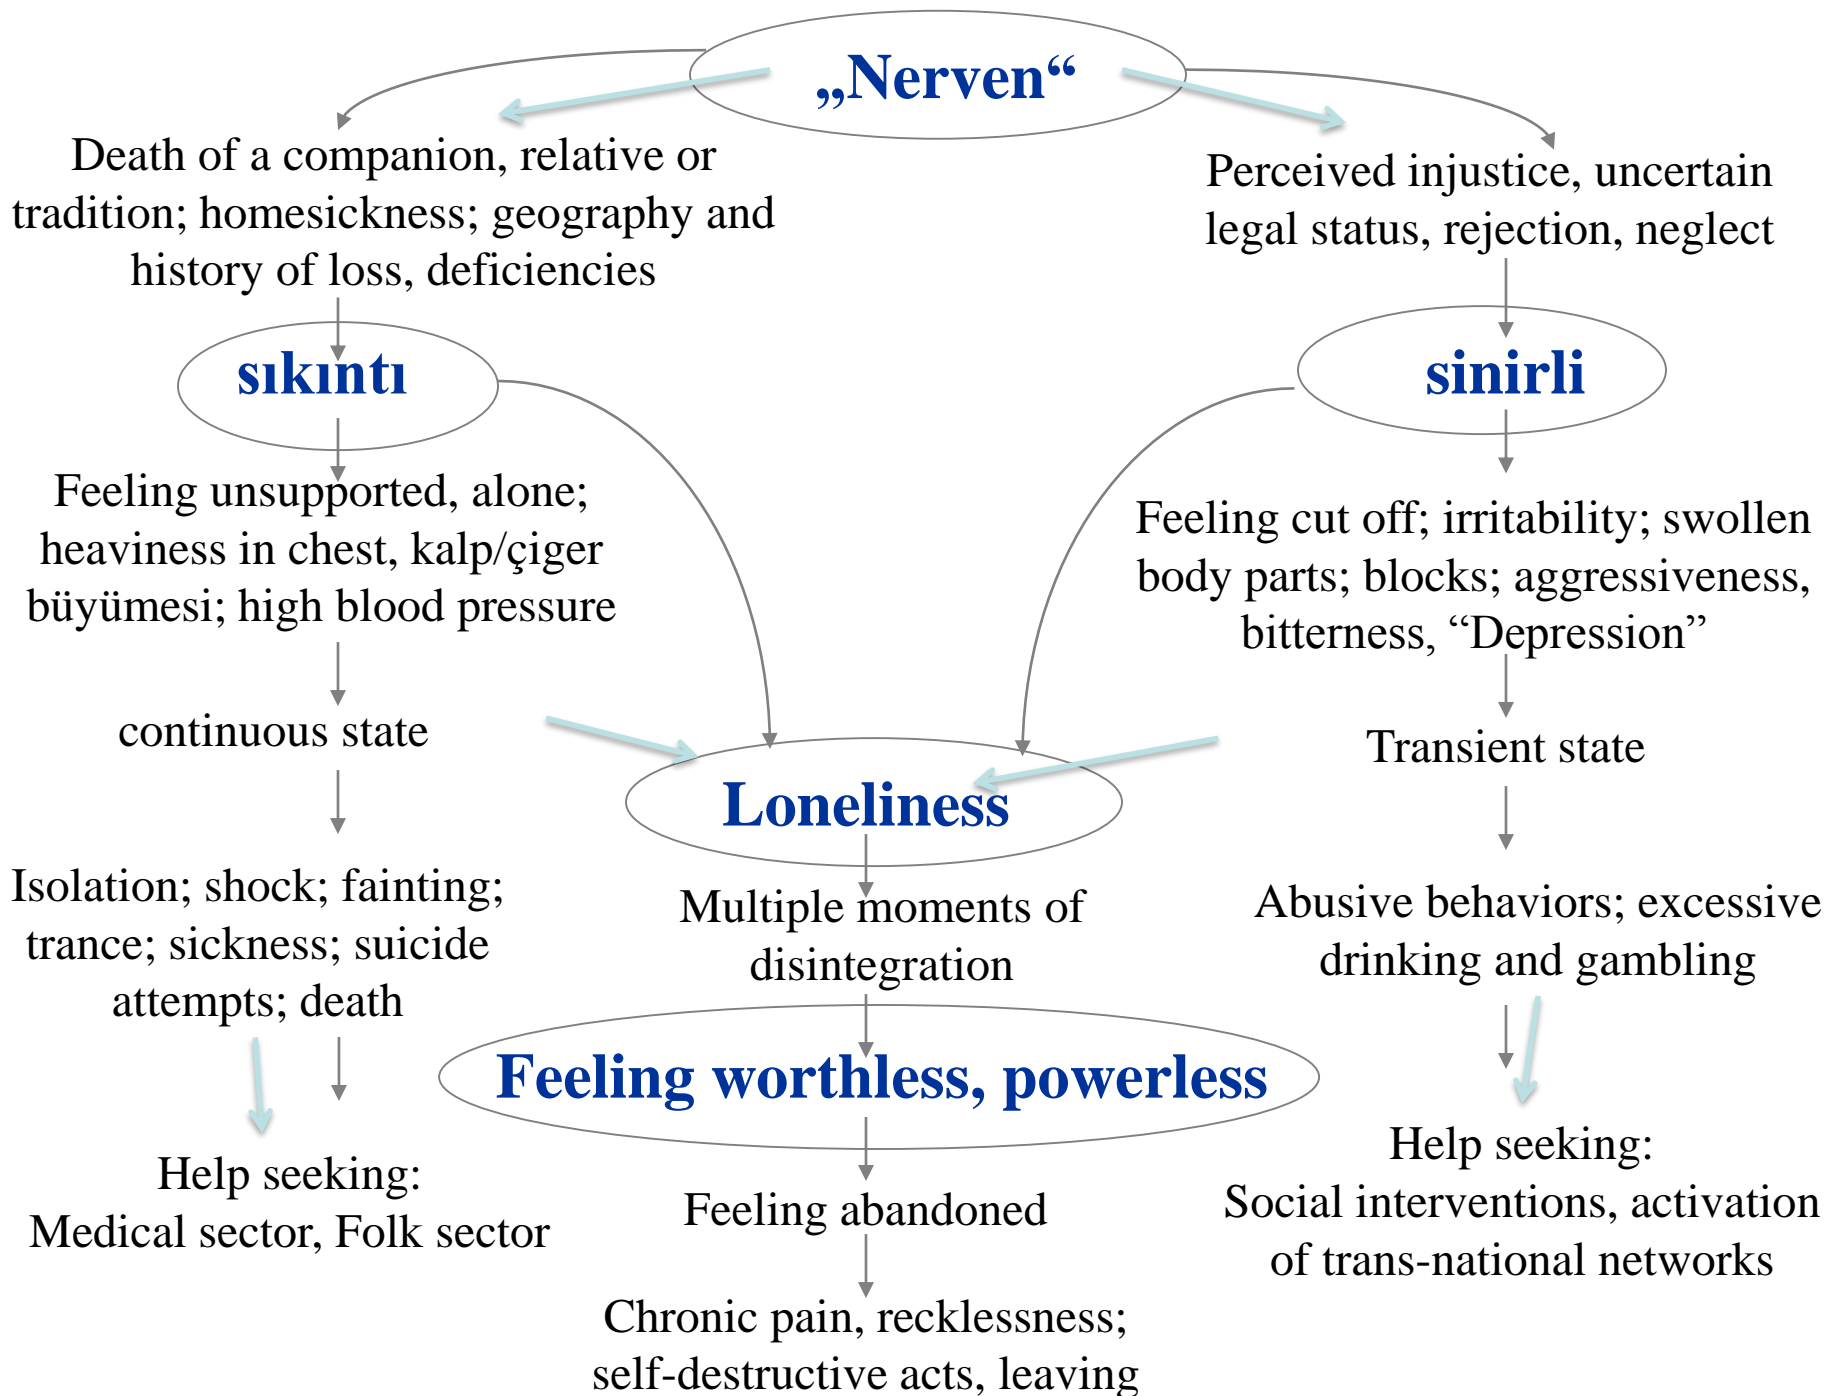 „Nerven“
Death of a companion, relative or
tradition; homesickness; geography and
history of loss, deficiencies
Perceived injustice, uncertain
legal status, rejection, neglect
sıkıntı
sinirli
Feeling unsupported, alone;
heaviness in chest, kalp/çiger
büyümesi; high blood pressure
Feeling cut off; irritability; swollen
body parts; blocks; aggressiveness,
bitterness, “Depression”
continuous state
Transient state
Loneliness
Isolation; shock; fainting;
trance; sickness; suicide
attempts; death
Multiple moments of
disintegration
Abusive behaviors; excessive
drinking and gambling
Feeling worthless, powerless
Help seeking:
Medical sector, Folk sector
Feeling abandoned
Help seeking:
Social interventions, activation
of trans-national networks
Chronic pain, recklessness;
self-destructive acts, leaving